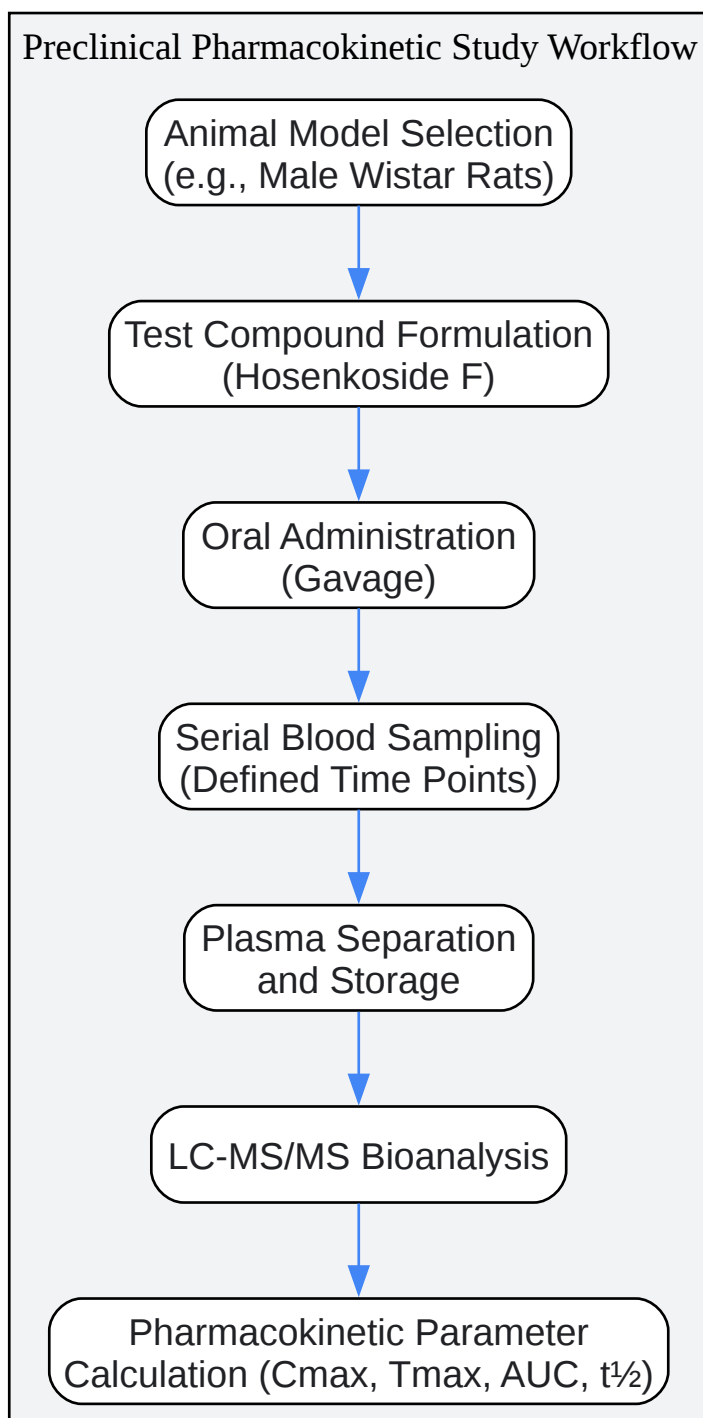 Preclinical Pharmacokinetic Study Workflow
Animal Model Selection
(e.g., Male Wistar Rats)
Test Compound Formulation
(Hosenkoside F)
Oral Administration
(Gavage)
Serial Blood Sampling
(Defined Time Points)
Plasma Separation
and Storage
LC-MS/MS Bioanalysis
Pharmacokinetic Parameter
Calculation (Cmax, Tmax, AUC, t½)